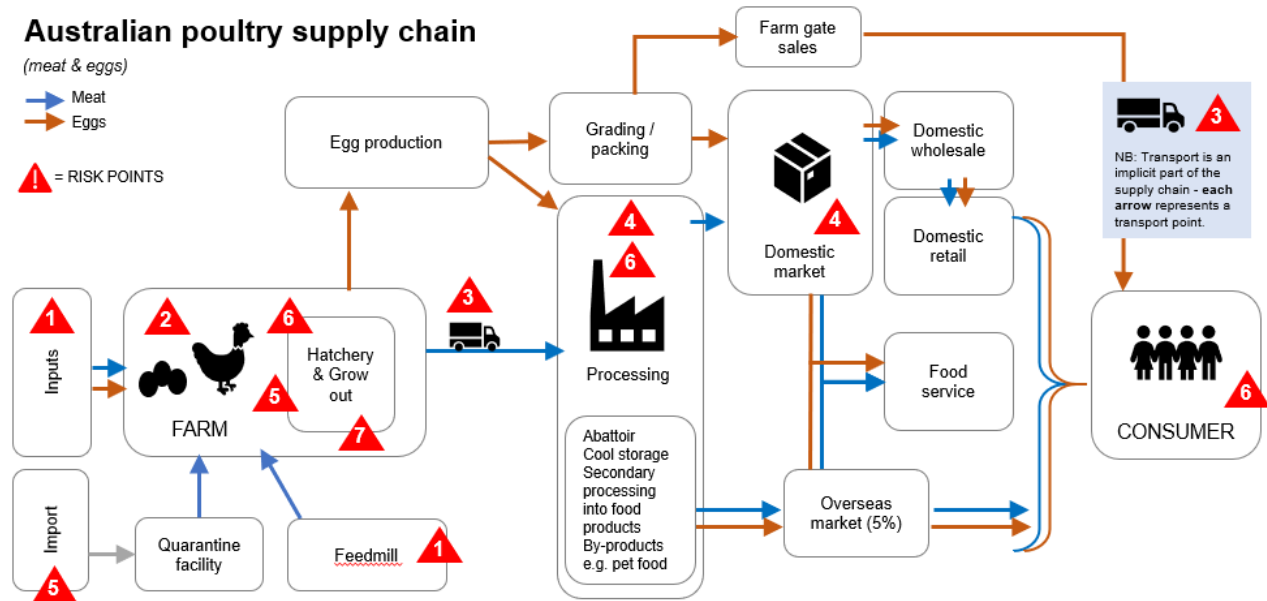 Australian poultry supply chain
(meat & eggs)
Meat
Eggs
! = RISK POINTS
Farm gate
sales
Egg production
Grading /
packing
Domestic
wholesale
3
NB: Transport is an
implicit part of the
supply chain - each
arrow represents a
transport point.
4
6
Processing
4
Domestic
market
Domestic
retail
1
Inputs
2
6
5
7
Hatchery
& Grow
out
FARM
3
Food
service
6
CONSUMER
Abattoir
Cool storage
Secondary
processing
into food
products
By-products
e.g. pet food
Overseas
market (5%)
Import
5
Quarantine
facility
Feedmill
1